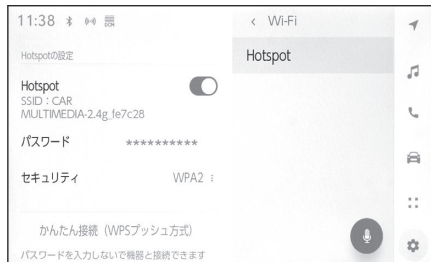 11:38
Hotspotの設定
Hotspot
SSID：CAR
MULTIMEDIA-2.4g_fe7c28
パスワード **********
セキュリティ WPA2
かんたん接続（WPSプッシュ方式）
パスワードを入力しないで機器と接続できます
< Wi-Fi
Hotspot